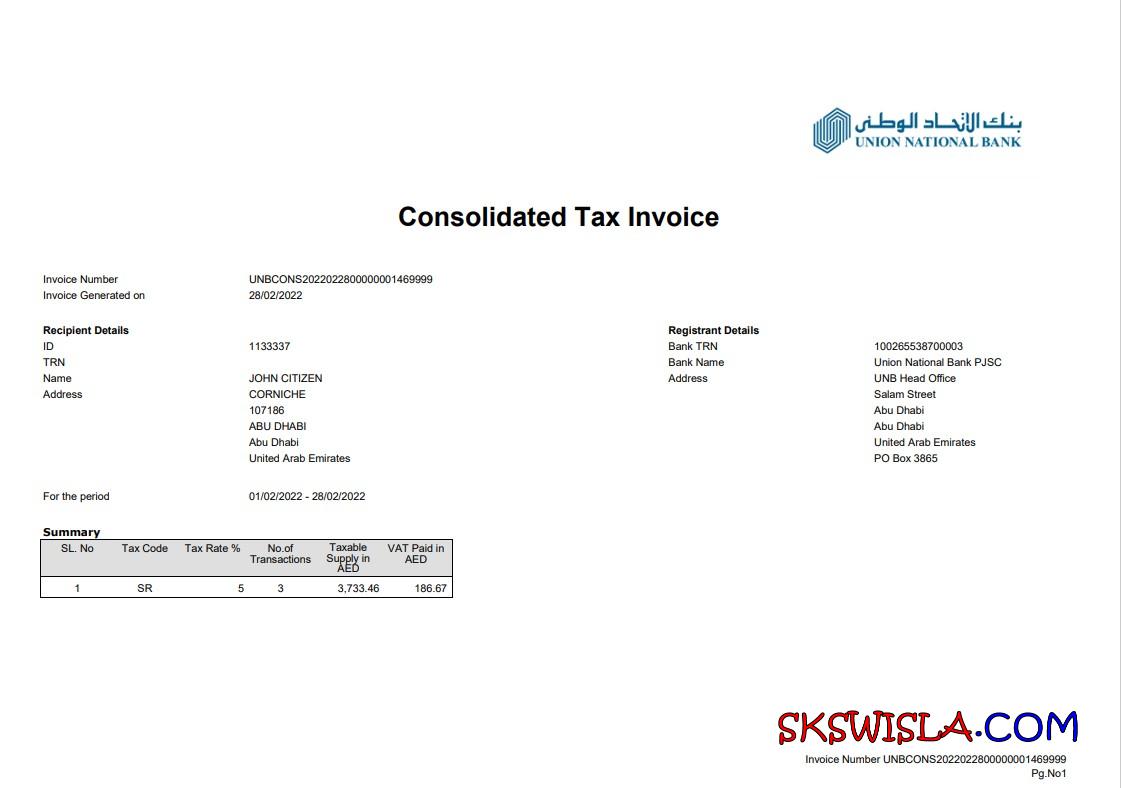 بنك الاتحاد الوطني
UNION NATIONAL BANK
Consolidated Tax Invoice
Invoice Number UNBCONS2022022800000001469999
Invoice Generated on 28/02/2022
Recipient Details
ID 1133337
TRN
Name JOHN CITIZEN
Address CORNICHE
107186
ABU DHABI
Abu Dhabi
United Arab Emirates
Registrant Details
Bank TRN 100265538700003
Bank Name Union National Bank PJSC
Address UNB Head Office
Salam Street
Abu Dhabi
Abu Dhabi
United Arab Emirates
PO Box 3865
For the period 01/02/2022 - 28/02/2022
Summary
SL. No Tax Code Tax Rate % No.of Transactions Taxable Supply in AED VAT Paid in AED
1 SR 5 3 3,733.46 186.67
SKSWISLA.COM
Invoice Number UNBCONS2022022800000001469999
Pg.No1